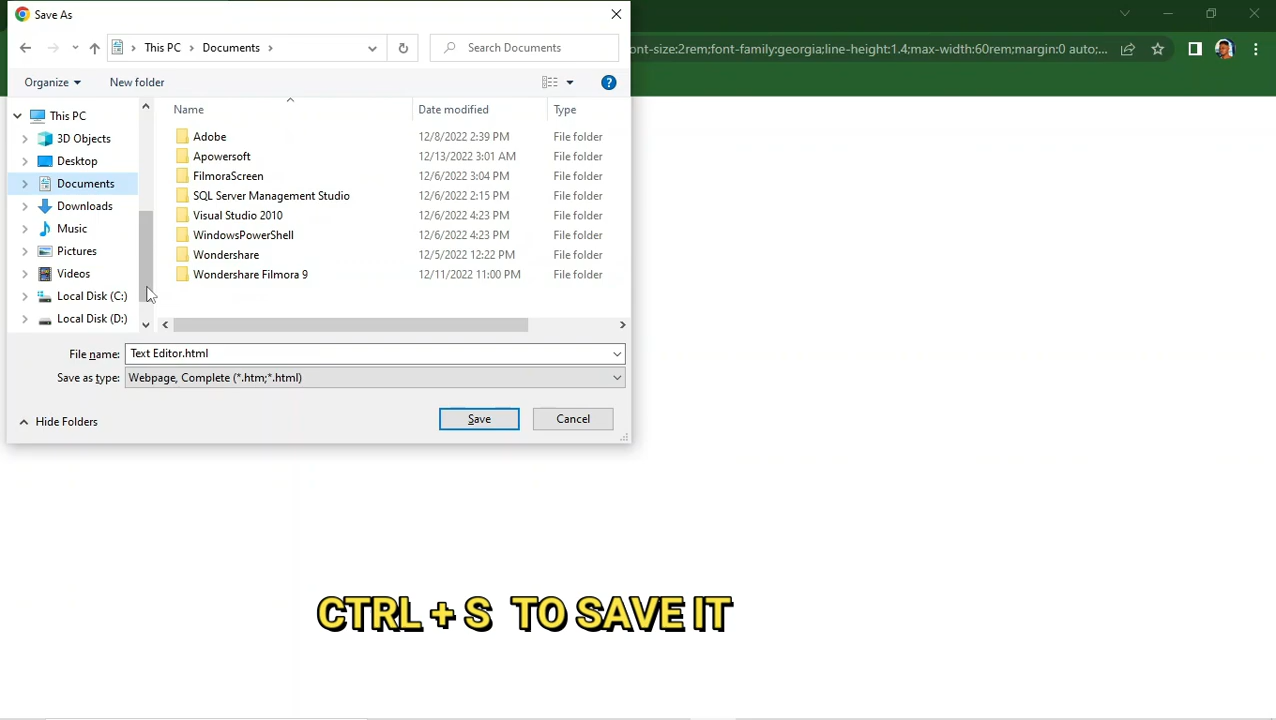 Save As
This PC Documents
Search Documents
font-size:2rem;font-family:georgia;line-height:1.4;max-width:60rem;margin:0 auto;...
Organize New folder
This PC
3D Objects
Desktop
Documents
Downloads
Music
Pictures
Videos
Local Disk (C:)
Local Disk (D:)
Name Date modified Type
Adobe 12/8/2022 2:39 PM File folder
Apowersoft 12/13/2022 3:01 AM File folder
FilmoraScreen 12/6/2022 3:04 PM File folder
SQL Server Management Studio 12/6/2022 2:15 PM File folder
Visual Studio 2010 12/6/2022 4:23 PM File folder
WindowsPowerShell 12/6/2022 4:23 PM File folder
Wondershare 12/5/2022 12:22 PM File folder
Wondershare Filmora 9 12/11/2022 11:00 PM File folder
File name: Text Editor.html
Save as type: Webpage, Complete (*.htm;*.html)
Hide Folders Save Cancel
CTRL + S TO SAVE IT